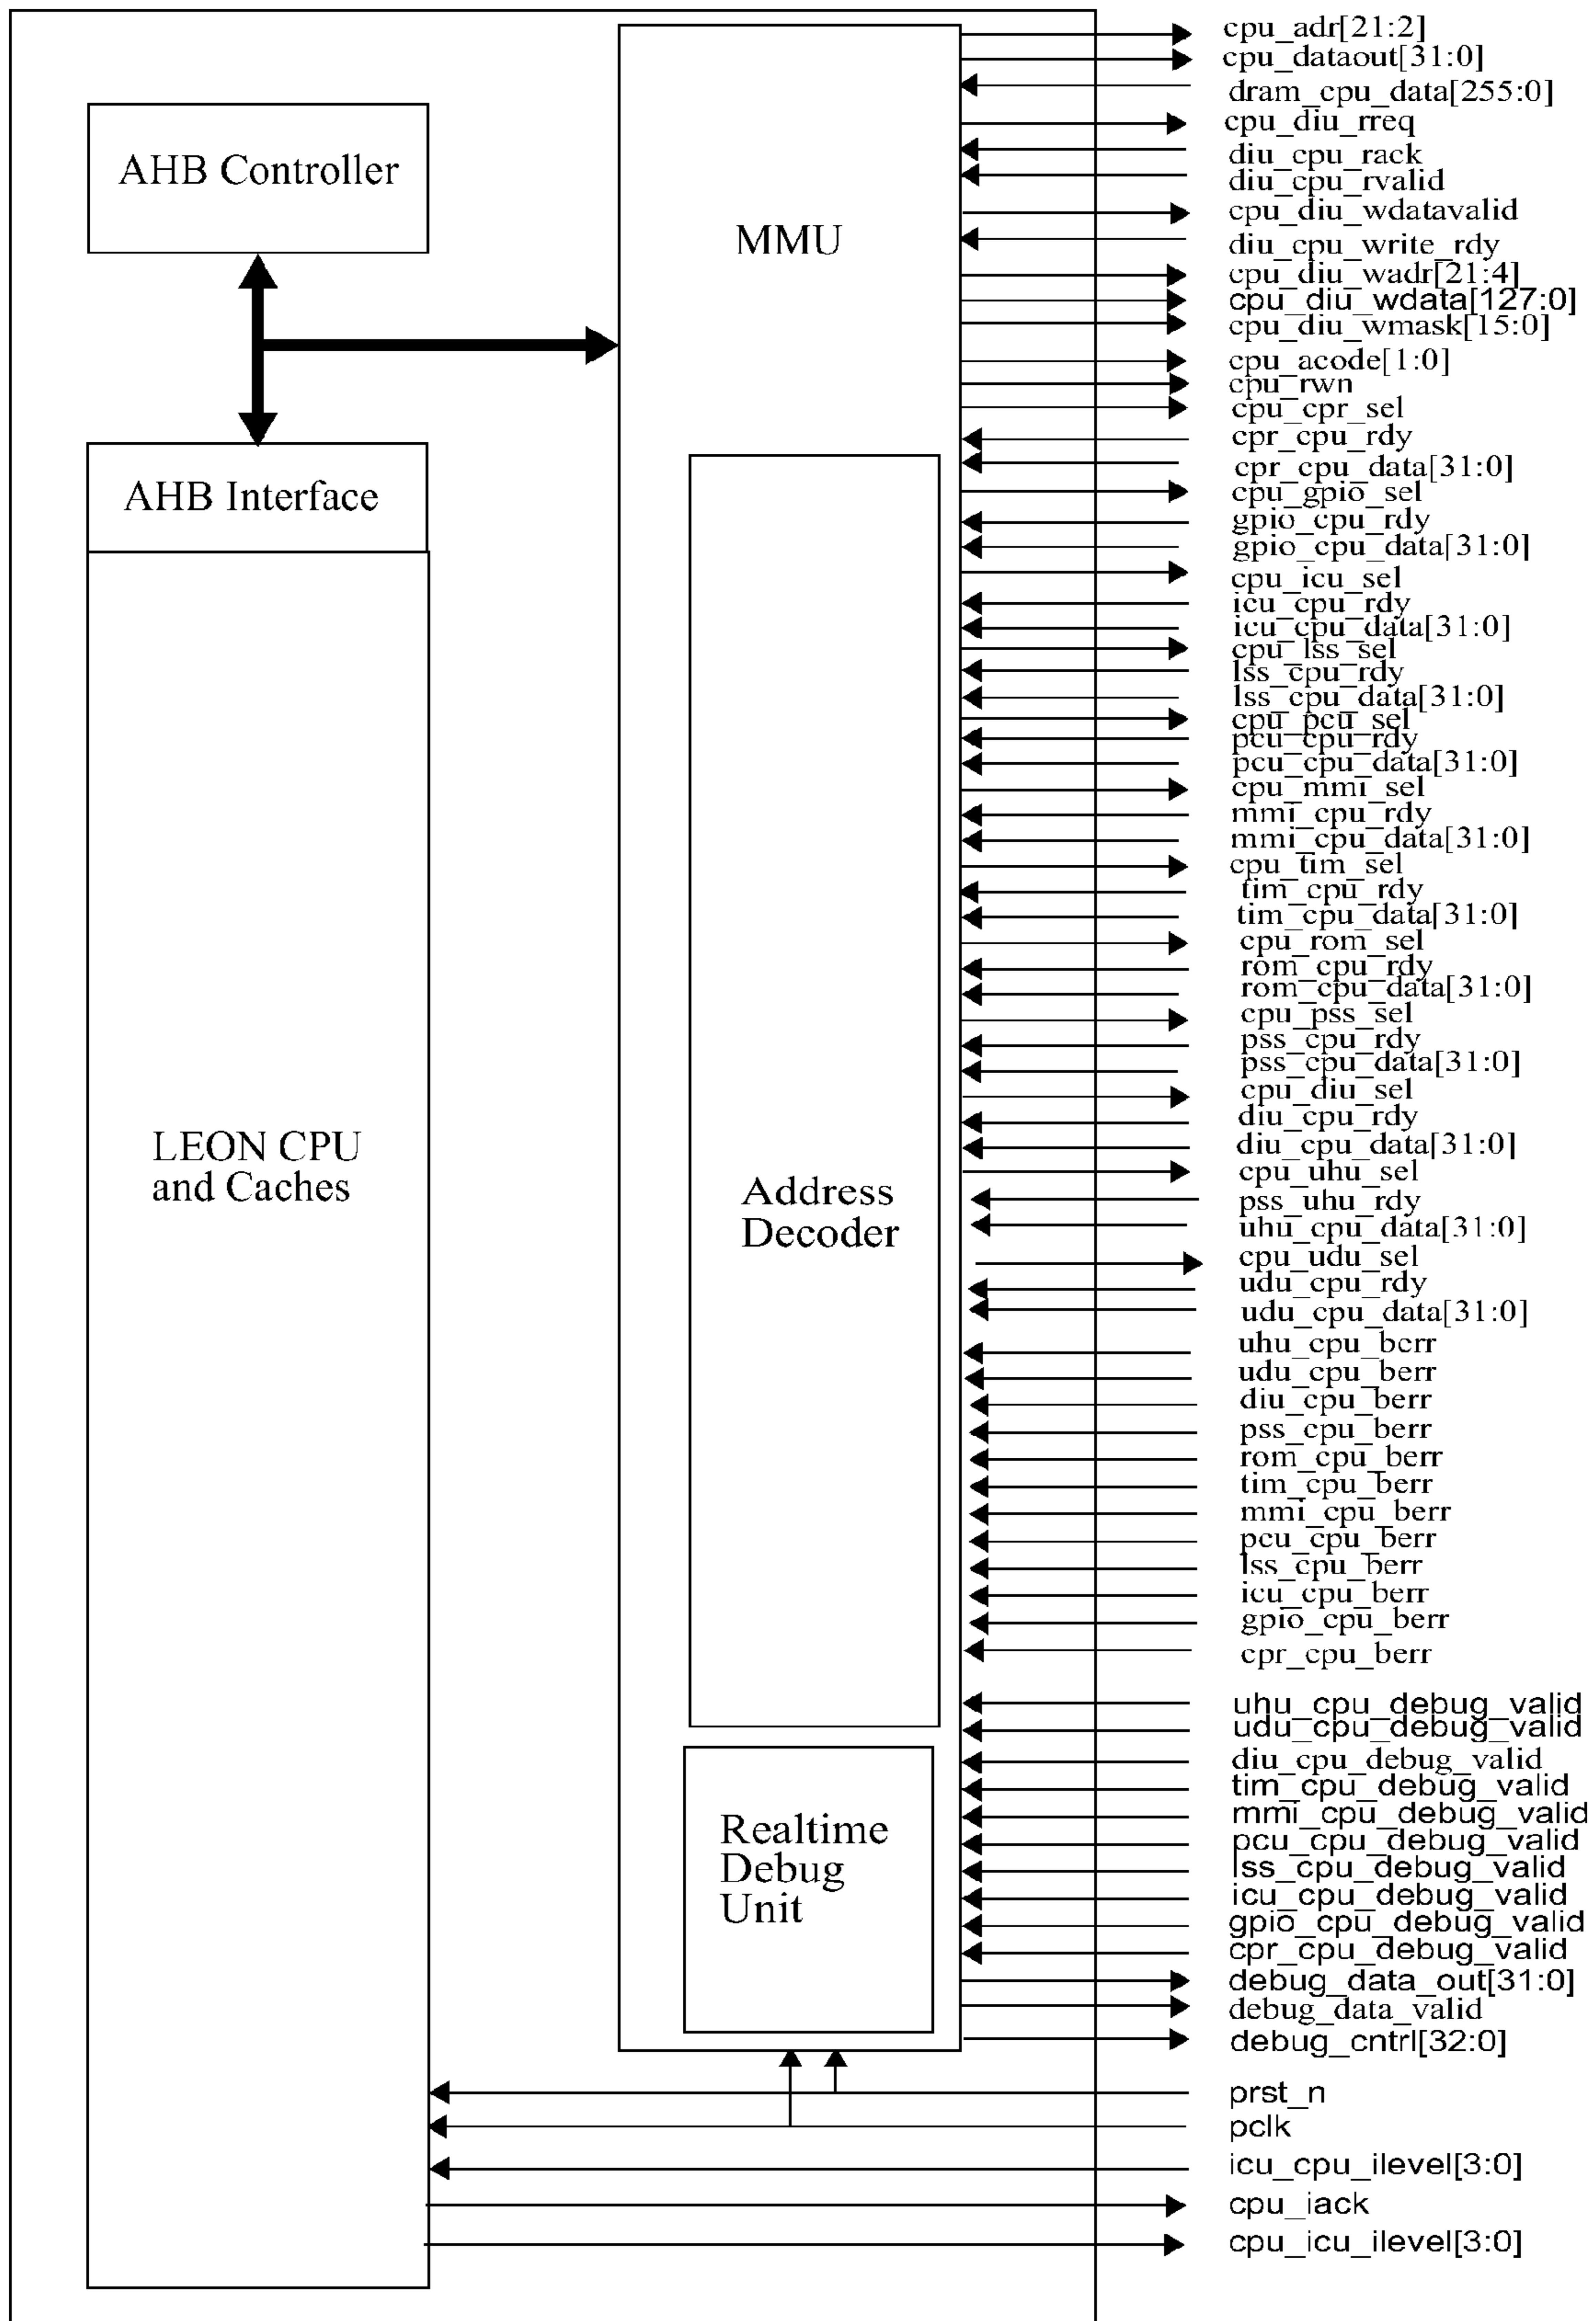 AHB Controller
AHB Interface
LEON CPU
and Caches
MMU
Address
Decoder
Realtime
Debug
Unit
cpu_adr[21:2]
cpu_dataout[31:0]
dram_cpu_data[255:0]
cpu_diu_rreq
diu_cpu_rack
diu_cpu_rvalid
cpu_diu_wdatavalid
diu_cpu_write_rdy
cpu_diu_wadr[21:4]
cpu_diu_wdata[127:0]
cpu_diu_wmask[15:0]
cpu_acode[1:0]
cpu_rwn
cpu_cpr_sel
cpr_cpu_rdy
cpr_cpu_data[31:0]
cpu_gpio_sel
gpio_cpu_rdy
gpio_cpu_data[31:0]
cpu_icu_sel
icu_cpu_rdy
icu_cpu_data[31:0]
cpu_lss_sel
lss_cpu_rdy
lss_cpu_data[31:0]
cpu_pcu_sel
pcu_cpu_rdy
pcu_cpu_data[31:0]
cpu_mmi_sel
mmi_cpu_rdy
mmi_cpu_data[31:0]
cpu_tim_sel
tim_cpu_rdy
tim_cpu_data[31:0]
cpu_rom_sel
rom_cpu_rdy
rom_cpu_data[31:0]
cpu_pss_sel
pss_cpu_rdy
pss_cpu_data[31:0]
cpu_diu_sel
diu_cpu_rdy
diu_cpu_data[31:0]
cpu_uhu_sel
pss_uhu_rdy
uhu_cpu_data[31:0]
cpu_udu_sel
udu_cpu_rdy
udu_cpu_data[31:0]
uhu_cpu_berr
udu_cpu_berr
diu_cpu_berr
pss_cpu_berr
rom_cpu_berr
tim_cpu_berr
mmi_cpu_berr
pcu_cpu_berr
lss_cpu_berr
icu_cpu_berr
gpio_cpu_berr
cpr_cpu_berr
uhu_cpu_debug_valid
udu_cpu_debug_valid
diu_cpu_debug_valid
tim_cpu_debug_valid
mmi_cpu_debug_valid
pcu_cpu_debug_valid
lss_cpu_debug_valid
icu_cpu_debug_valid
gpio_cpu_debug_valid
cpr_cpu_debug_valid
debug_data_out[31:0]
debug_data_valid
debug_cntrl[32:0]
prst_n
pclk
icu_cpu_ilevel[3:0]
cpu_iack
cpu_icu_ilevel[3:0]